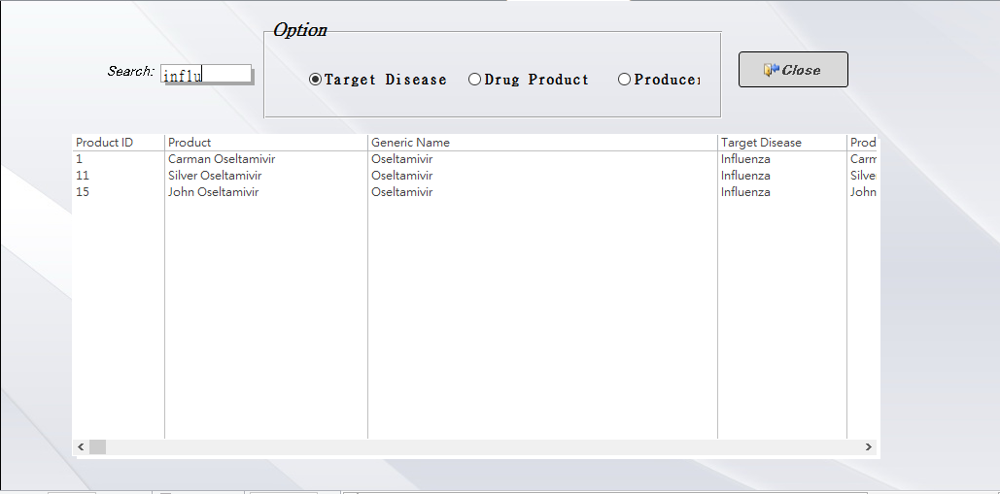 Option
Search: influ
Target Disease Drug Product Producer
Close
Product ID Product Generic Name Target Disease Prod
1 Carman Oseltamivir Oseltamivir Influenza Carm
11 Silver Oseltamivir Oseltamivir Influenza Silve
15 John Oseltamivir Oseltamivir Influenza John